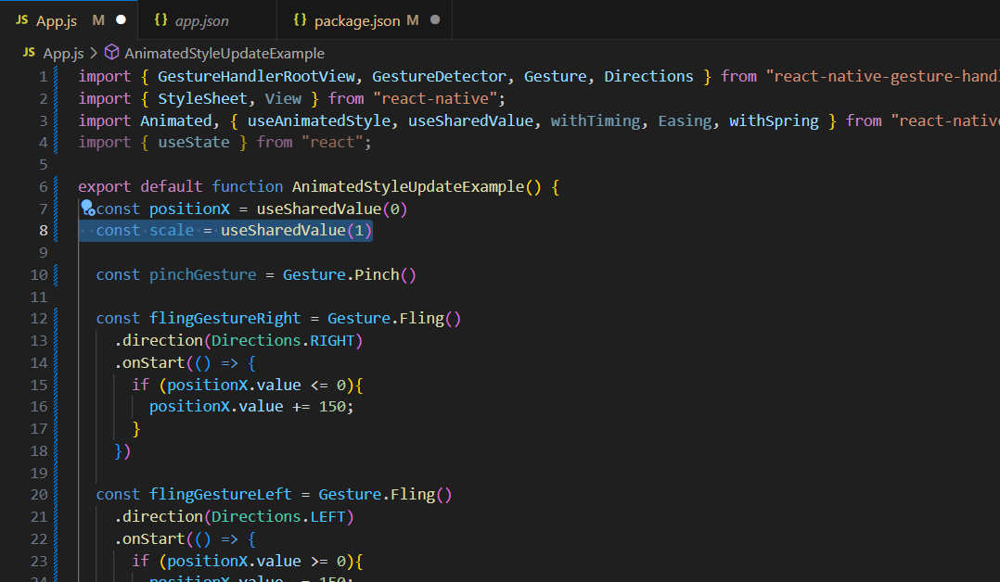 JS App.js M
{} app.json
{} package.json M
JS App.js > AnimatedStyleUpdateExample
1 import { GestureHandlerRootView, GestureDetector, Gesture, Directions } from "react-native-gesture-handl
2 import { StyleSheet, View } from "react-native";
3 import Animated, { useAnimatedStyle, useSharedValue, withTiming, Easing, withSpring } from "react-native
4 import { useState } from "react";
5
6 export default function AnimatedStyleUpdateExample() {
7 const positionX = useSharedValue(0)
8 const scale = useSharedValue(1)
9
10 const pinchGesture = Gesture.Pinch()
11
12 const flingGestureRight = Gesture.Fling()
13 .direction(Directions.RIGHT)
14 .onStart(() => {
15 if (positionX.value <= 0){
16 positionX.value += 150;
17 }
18 })
19
20 const flingGestureLeft = Gesture.Fling()
21 .direction(Directions.LEFT)
22 .onStart(() => {
23 if (positionX.value >= 0){
24 positionX.value -= 150;